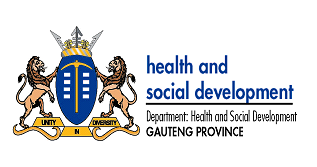 health and
social development
Department: Health and Social Development
GAUTENG PROVINCE
UNITY IN DIVERSITY